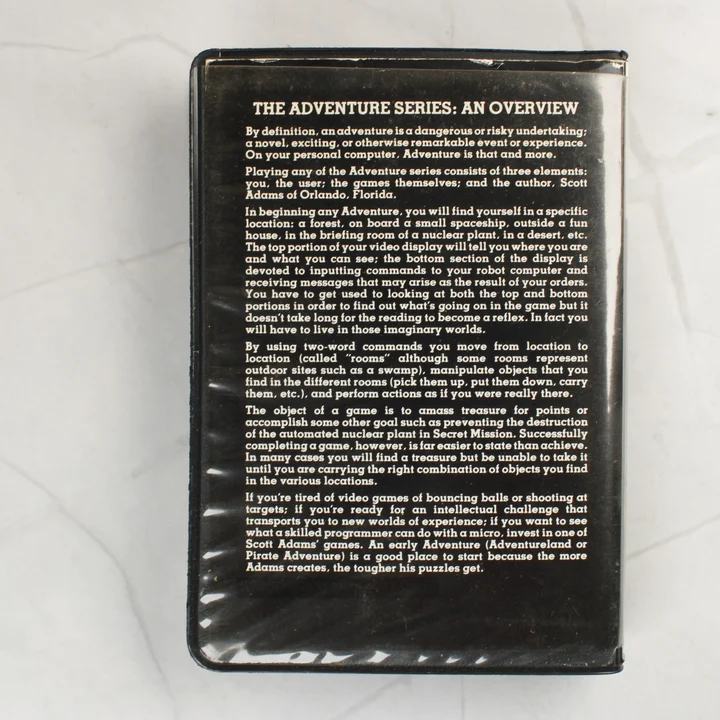 THE ADVENTURE SERIES: AN OVERVIEW
By definition, an adventure is a dangerous or risky undertaking;
a novel, exciting, or otherwise remarkable event or experience.
On your personal computer, Adventure is that and more.
Playing any of the Adventure series consists of three elements:
you, the user; the games themselves; and the author, Scott
Adams of Orlando, Florida.
In beginning any Adventure, you will find yourself in a specific
location: a forest, on board a small spaceship, outside a fun
house, in the briefing room of a nuclear plant, in a desert, etc.
The top portion of your video display will tell you where you are
and what you can see; the bottom section of the display is
devoted to inputting commands to your robot computer and
receiving messages that may arise as the result of your orders.
You have to get used to looking at both the top and bottom
portions in order to find out what's going on in the game but it
doesn't take long for the reading to become a reflex. In fact you
will have to live in those imaginary worlds.
By using two-word commands you move from location to
location (called "rooms" although some rooms represent
outdoor sites such as a swamp), manipulate objects that you
find in the different rooms (pick them up, put them down, carry
them, etc.), and perform actions as if you were really there.
The object of a game is to amass treasure for points or
accomplish some other goal such as preventing the destruction
of the automated nuclear plant in Secret Mission. Successfully
completing a game, however, is far easier to state than achieve.
In many cases you will find a treasure but be unable to take it
until you are carrying the right combination of objects you find
in the various locations.
If you're tired of video games of bouncing balls or shooting at
targets; if you're ready for an intellectual challenge that
transports you to new worlds of experience; if you want to see
what a skilled programmer can do with a micro, invest in one of
Scott Adams' games. An early Adventure (Adventureland or
Pirate Adventure) is a good place to start because the more
Adams creates, the tougher his puzzles get.